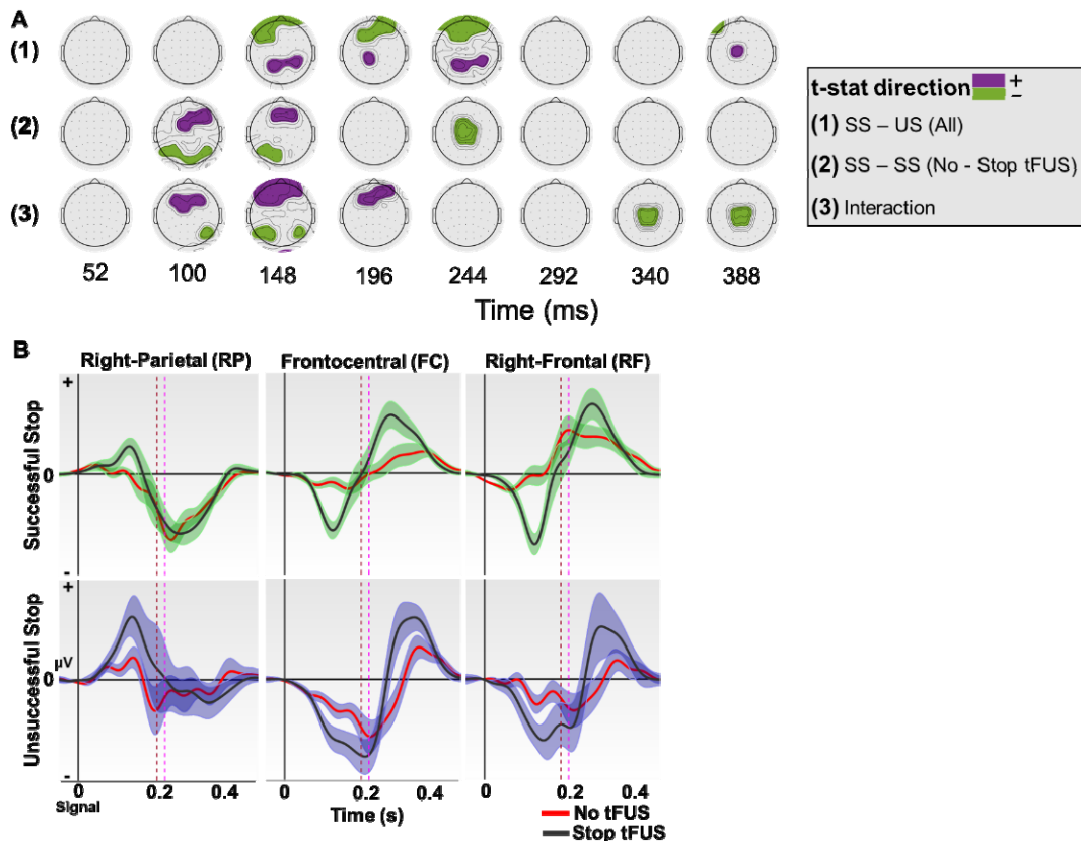 A
(1)
(2)
(3)
52 100 148 196 244 292 340 388
Time (ms)
t-stat direction + −
(1) SS – US (All)
(2) SS – SS (No - Stop tFUS)
(3) Interaction
B
Right-Parietal (RP) Frontocentral (FC) Right-Frontal (RF)
+
0
-
Successful Stop
+
µV
0
-
Unsuccessful Stop
0 0.2 0.4 0 0.2 0.4 0 0.2 0.4
Signal
Time (s)
No tFUS
Stop tFUS